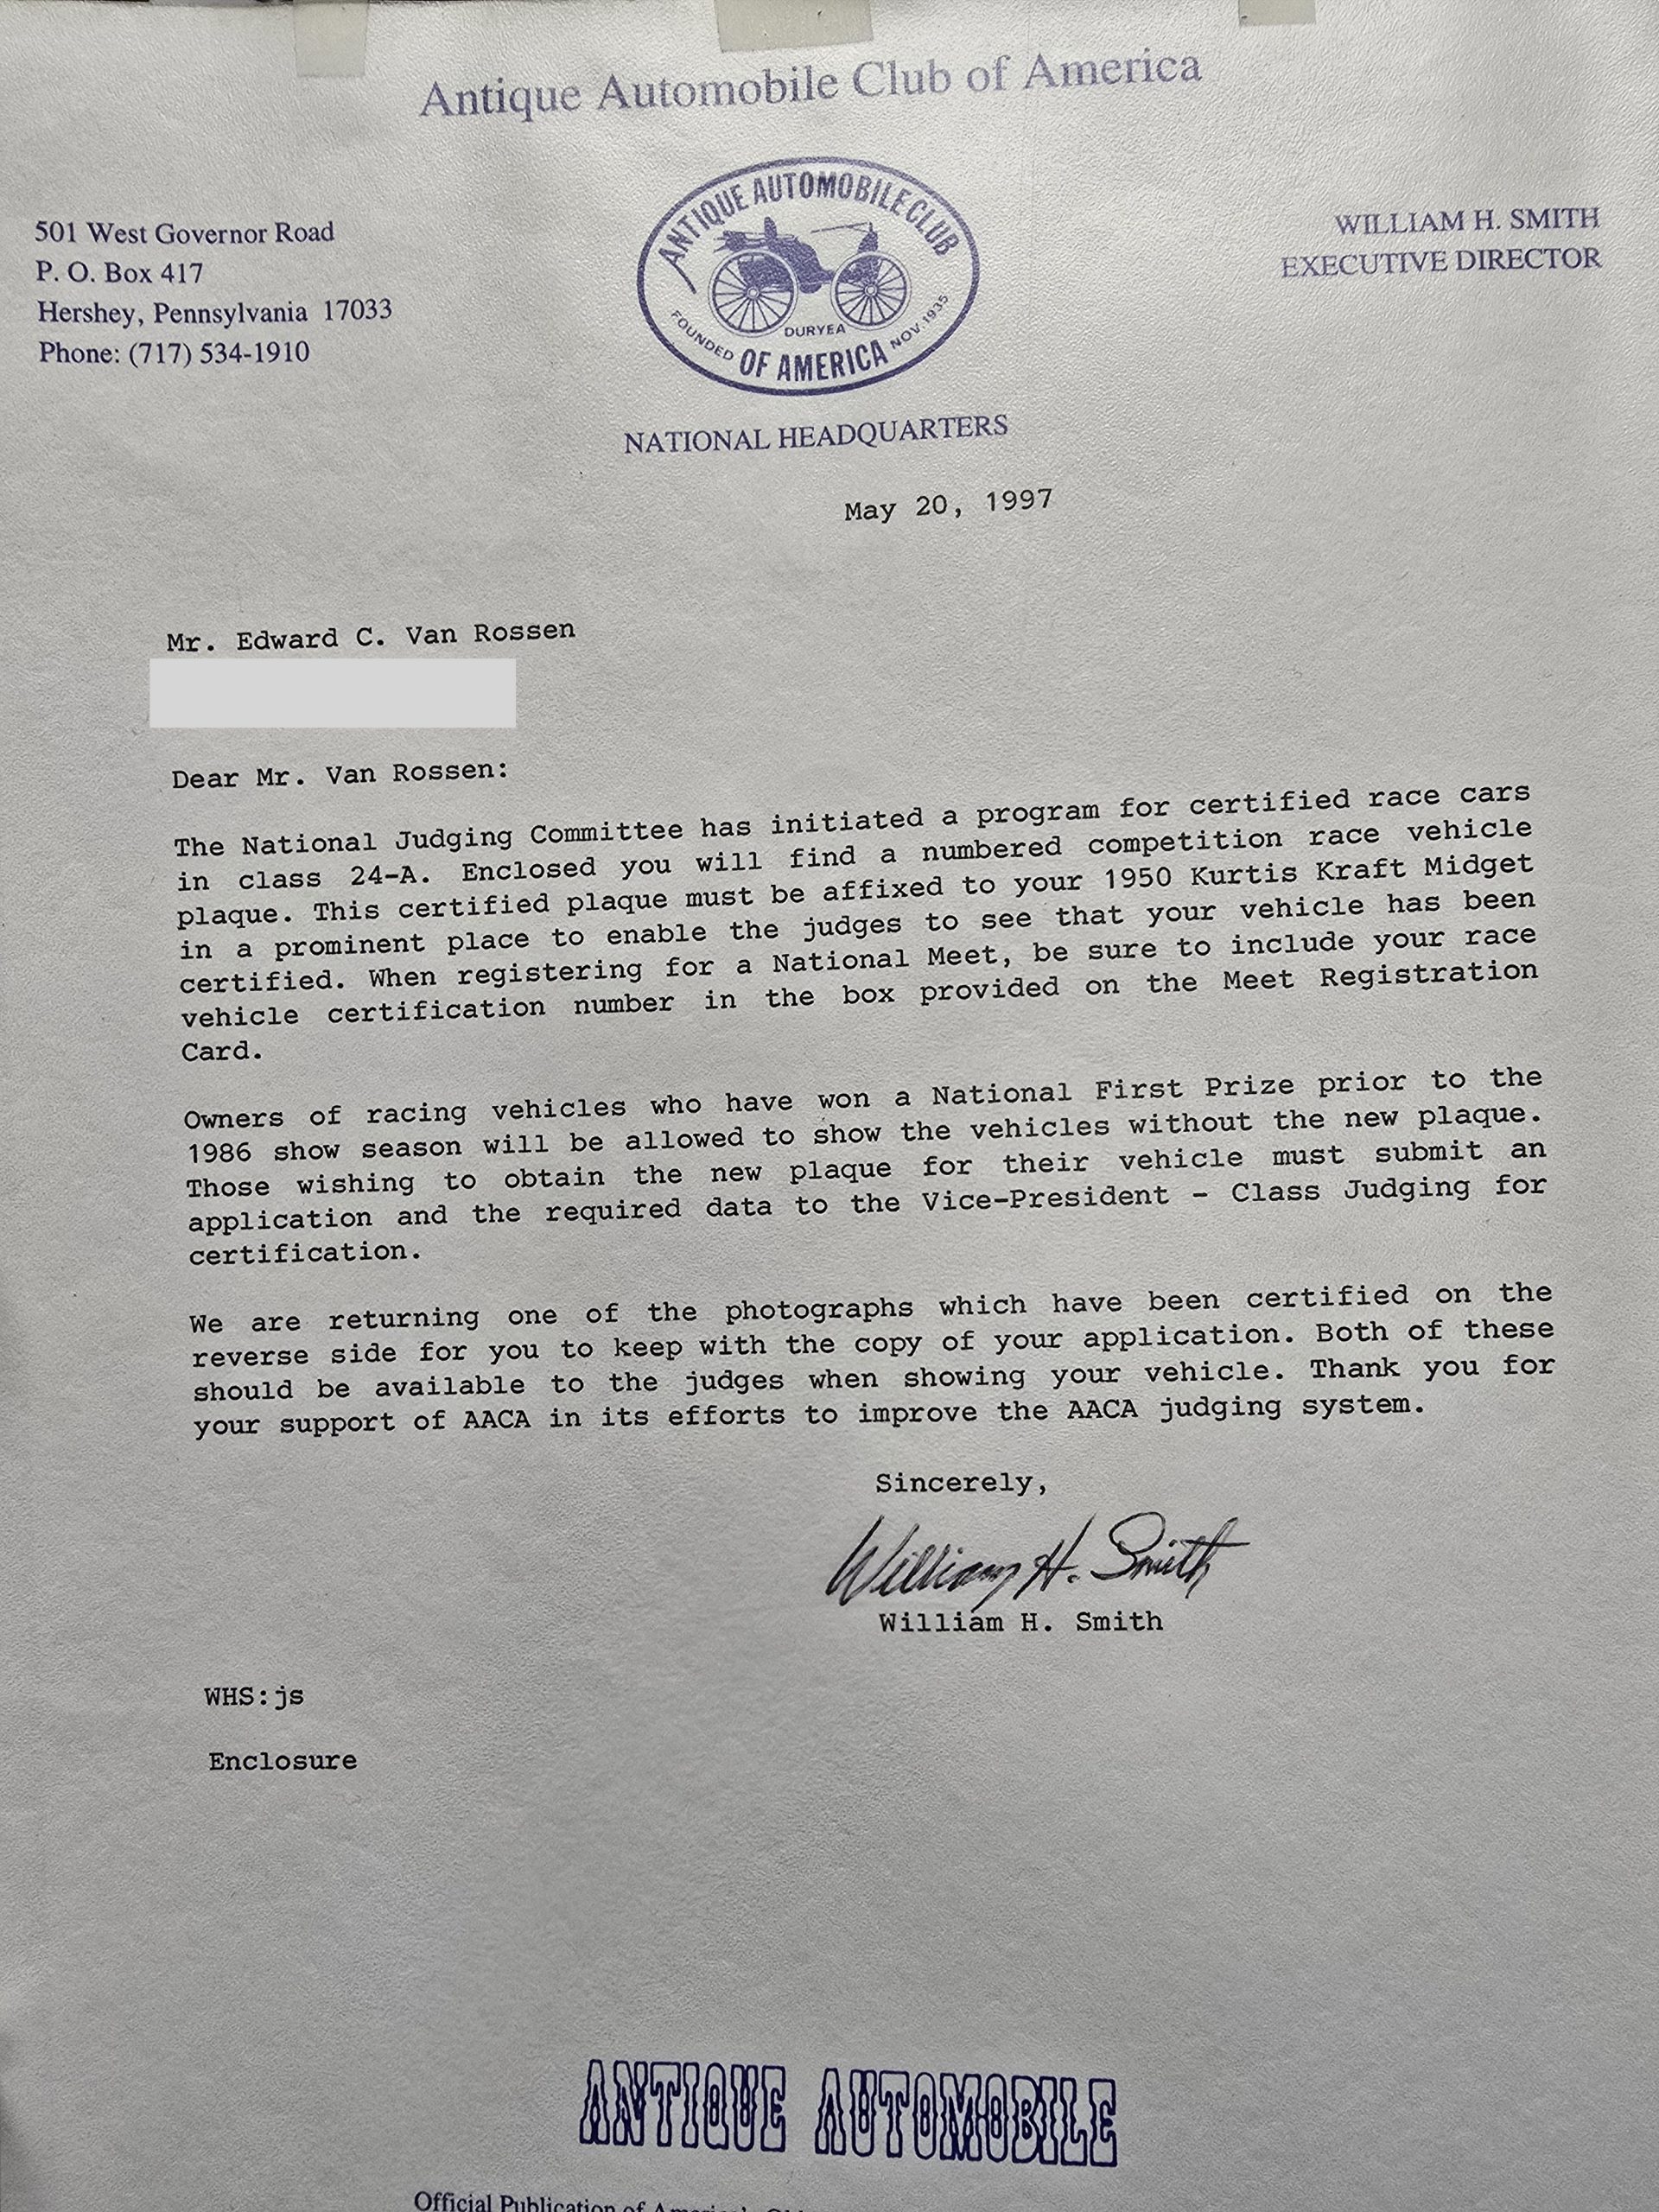 Antique Automobile Club of America
501 West Governor Road
P. O. Box 417
Hershey, Pennsylvania 17033
Phone: (717) 534-1910
ANTIQUE AUTOMOBILE CLUB
FOUNDED
DURYEA
NOV. 1935
OF AMERICA
WILLIAM H. SMITH
EXECUTIVE DIRECTOR
NATIONAL HEADQUARTERS
May 20, 1997
Mr. Edward C. Van Rossen
Dear Mr. Van Rossen:
The National Judging Committee has initiated a program for certified race cars
in class 24-A. Enclosed you will find a numbered competition race vehicle
plaque. This certified plaque must be affixed to your 1950 Kurtis Kraft Midget
in a prominent place to enable the judges to see that your vehicle has been
certified. When registering for a National Meet, be sure to include your race
vehicle certification number in the box provided on the Meet Registration
Card.
Owners of racing vehicles who have won a National First Prize prior to the
1986 show season will be allowed to show the vehicles without the new plaque.
Those wishing to obtain the new plaque for their vehicle must submit an
application and the required data to the Vice-President - Class Judging for
certification.
We are returning one of the photographs which have been certified on the
reverse side for you to keep with the copy of your application. Both of these
should be available to the judges when showing your vehicle. Thank you for
your support of AACA in its efforts to improve the AACA judging system.
Sincerely,
William H. Smith
William H. Smith
WHS:js
Enclosure
ANTIQUE AUTOMOBILE
Official Publication of America's